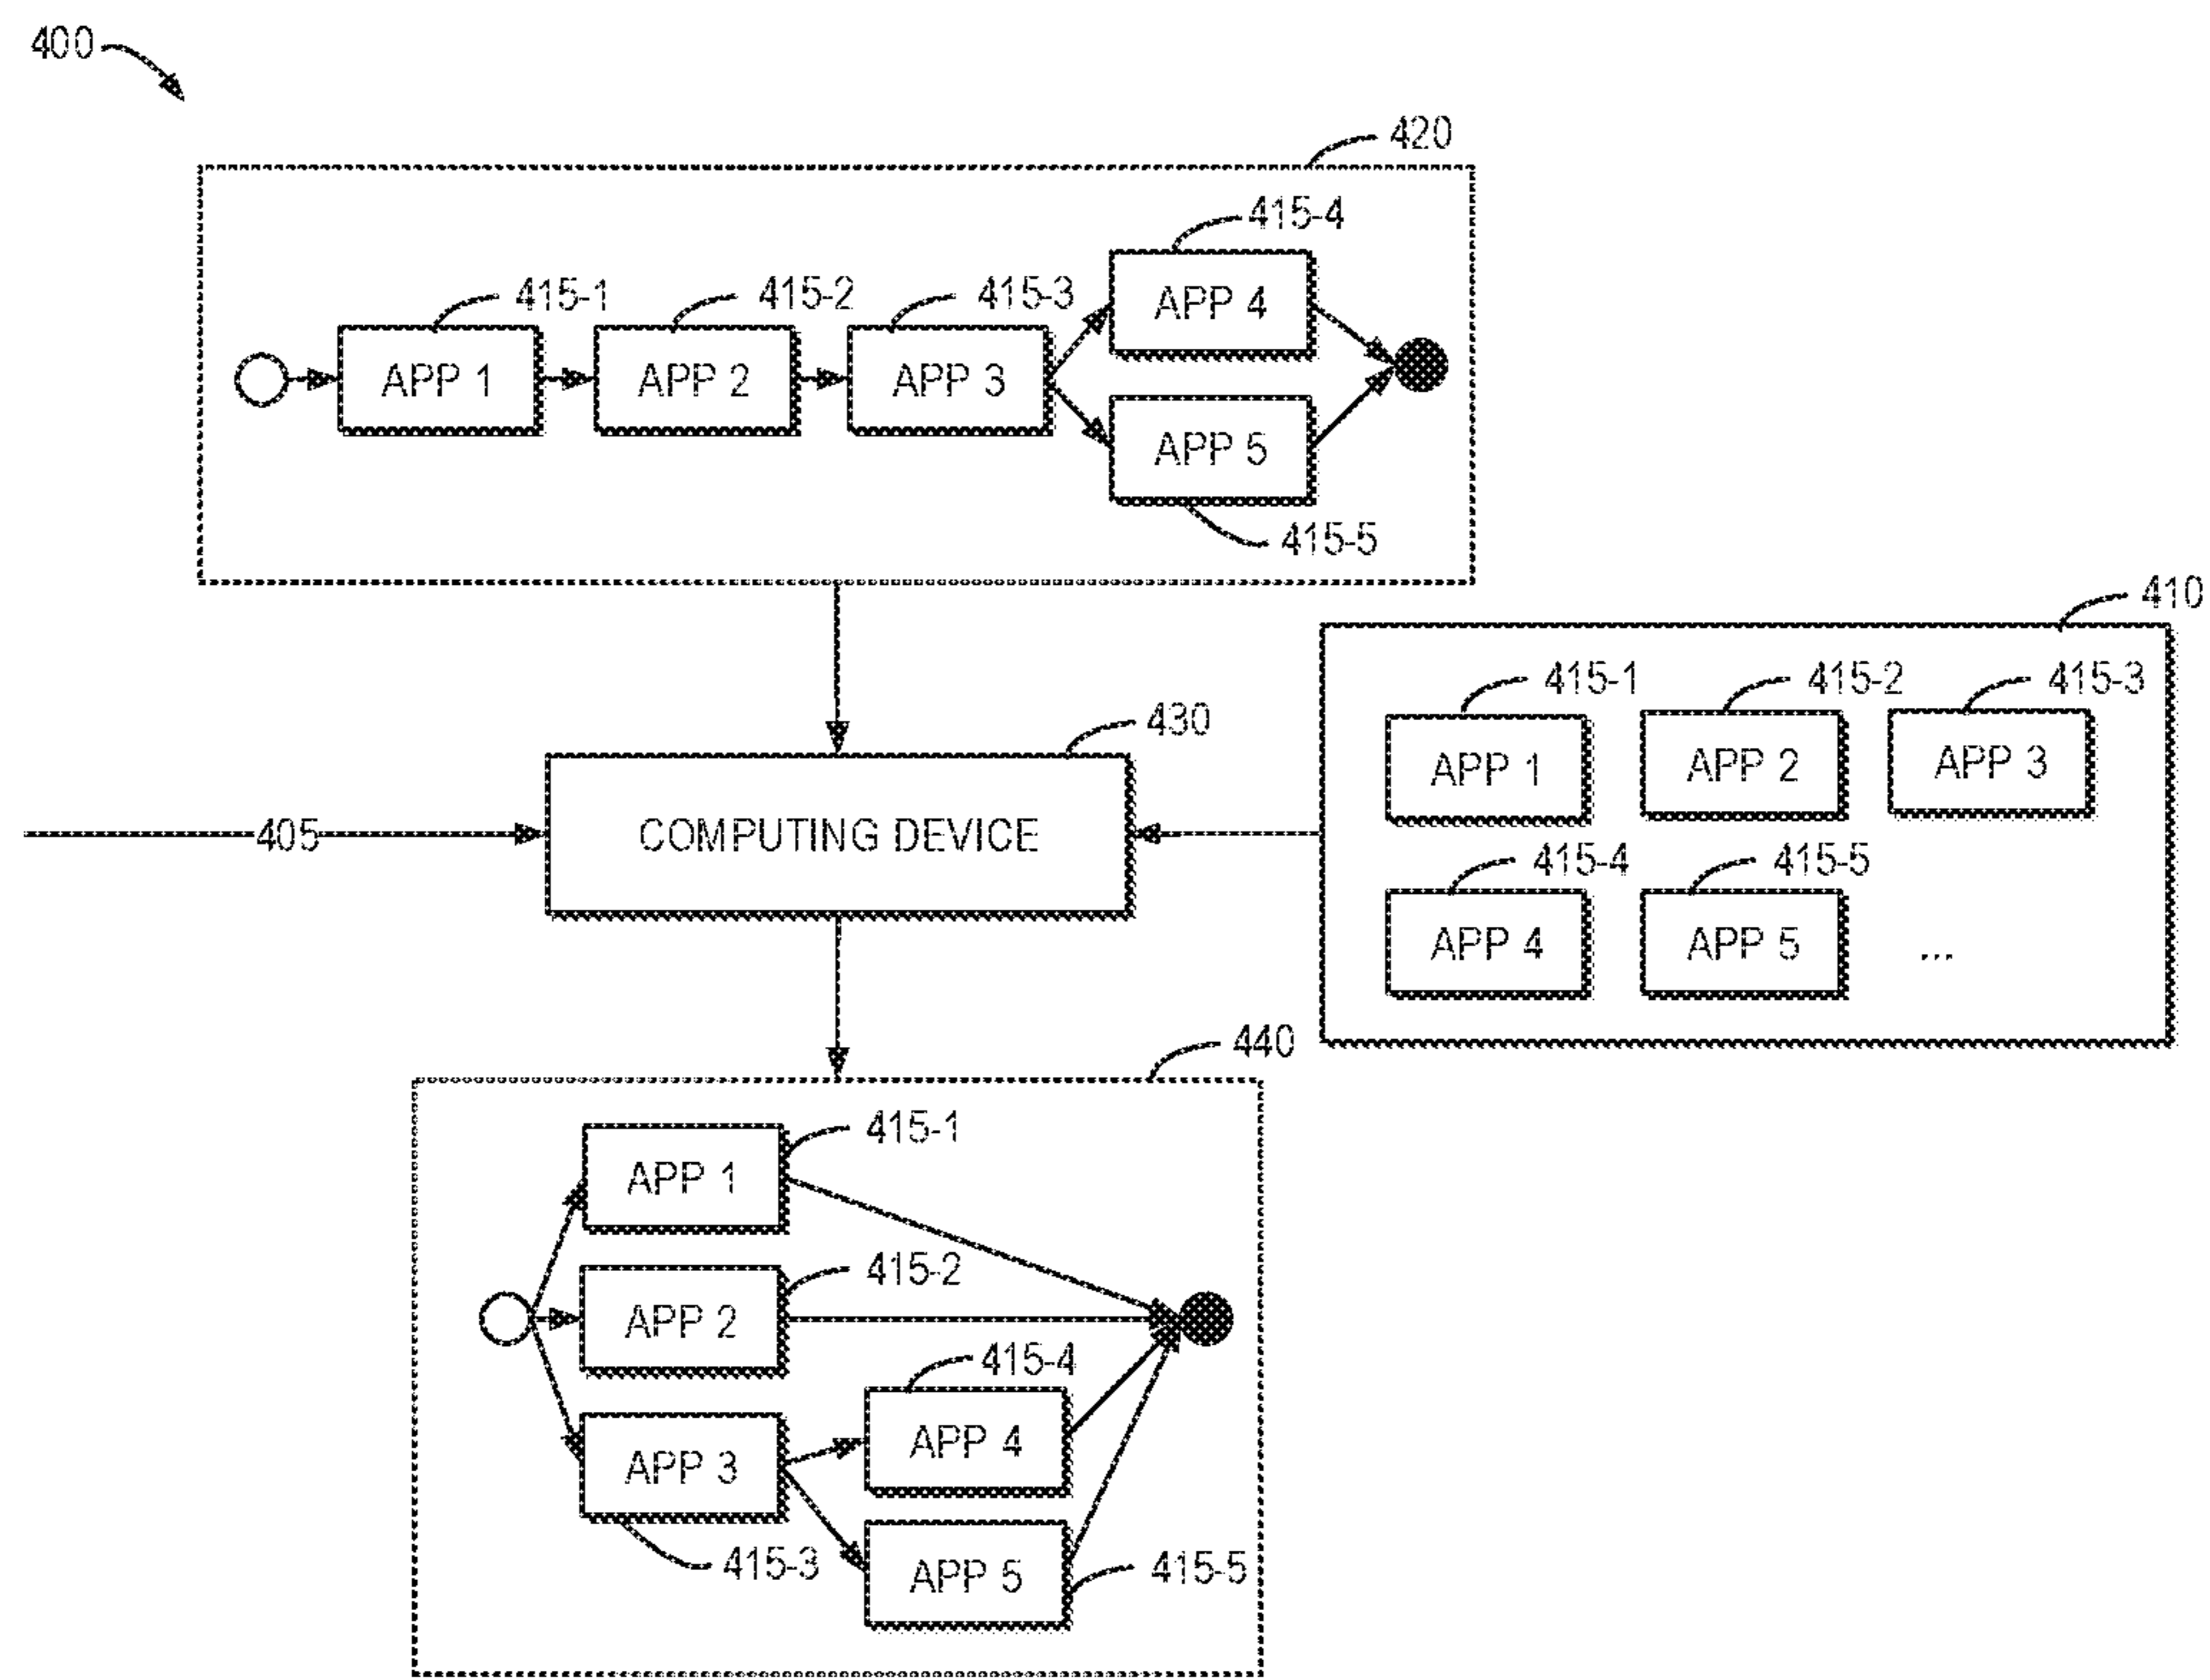 400
420
415-4
415-1 415-2 415-3
APP 4
APP 1 APP 2 APP 3
APP 5
415-5
410
415-1 415-2 415-3
430
APP 1 APP 2 APP 3
405 COMPUTING DEVICE
415-4 415-5
APP 4 APP 5 ...
440
415-1
APP 1
415-2
APP 2
415-4
APP 4
APP 3
415-3
APP 5 415-5